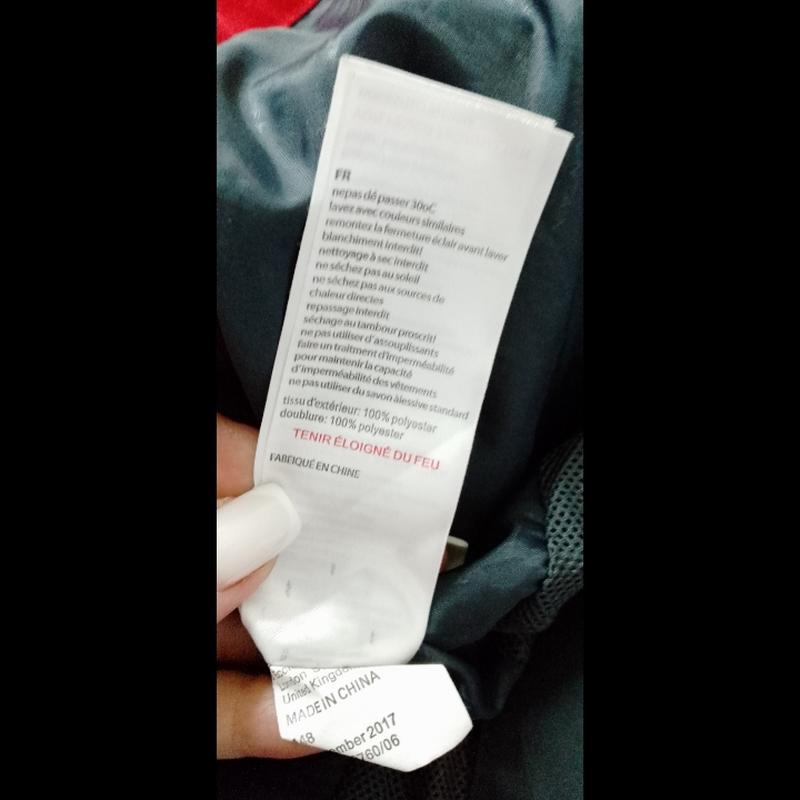 FR
nepas dé passer 30oC
lavez avec couleurs similaires
remontez la fermeture éclair avant laver
blanchiment interdit!
nettoyage à sec interdit
ne séchez pas au soleil
ne séchez pas aux sources de
chaleur directes
repassage interdit
séchage au tambour proscrit!
ne pas utiliser d'assouplissants
faire un traitment d'imperméabilité
pour maintenir la capacité
d'imperméabilité des vêtements
ne pas utiliser du savon àlessive standard
tissu d'extérieur: 100% polyester
doublure: 100% polyester
TENIR ÉLOIGNÉ DU FEU
FABEIQUÉ EN CHINE
United Kingdo
MADE IN CHINA
148
mber 2017
760/06